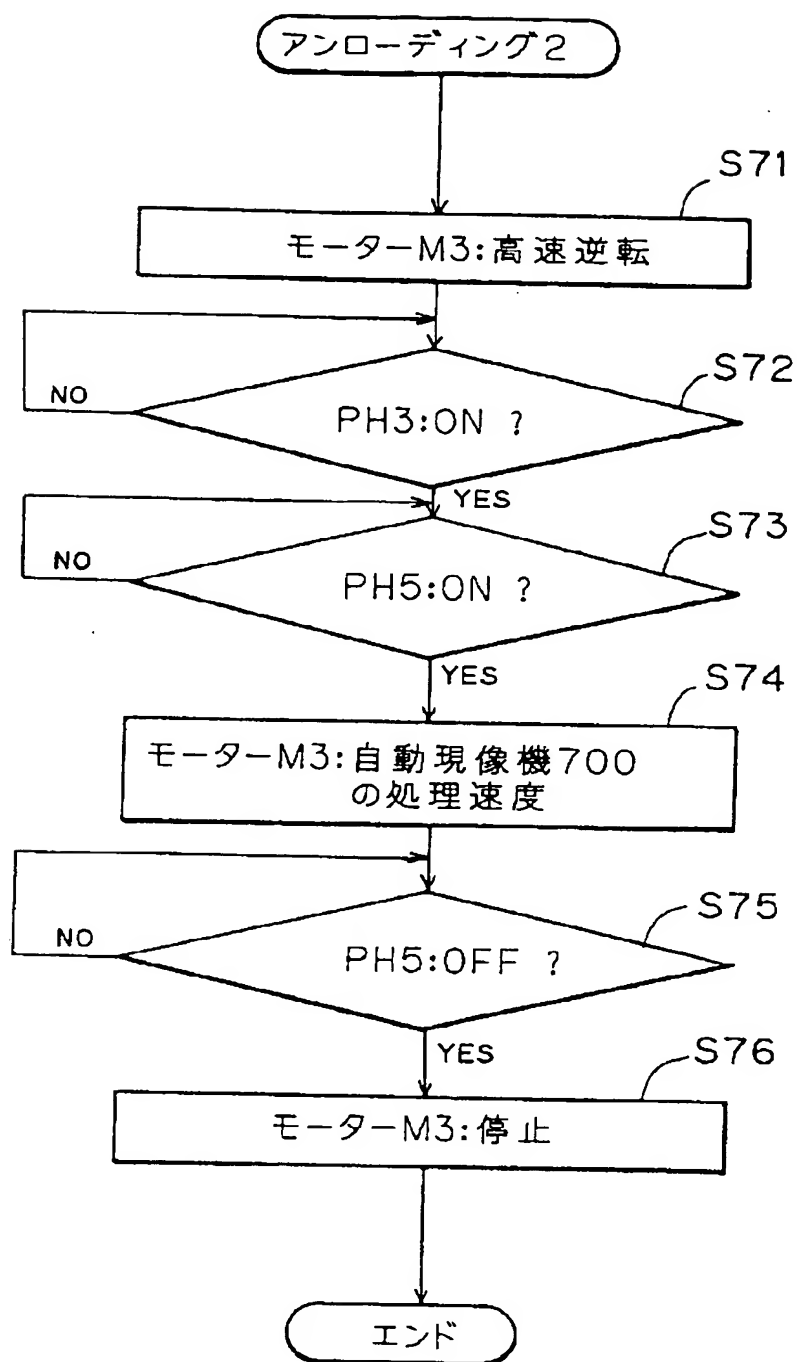 アンローディング2
S71
モーターM3:高速逆転
S72
NO
PH3:ON ?
YES
S73
NO
PH5:ON ?
YES
S74
モーターM3:自動現像機700
の処理速度
S75
NO
PH5:OFF ?
YES
S76
モーターM3:停止
エンド